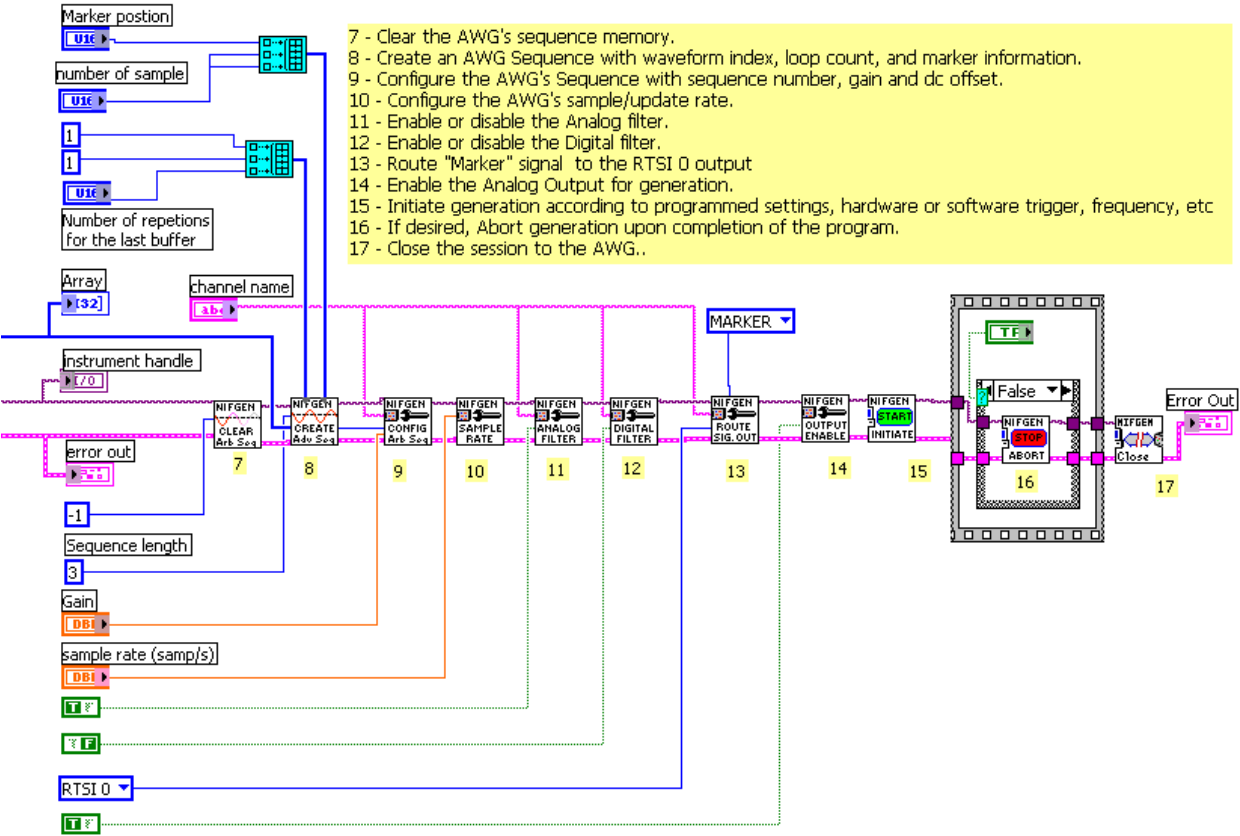 Marker postion
U16
number of sample
U16
1
1
U16
Number of repetions
for the last buffer
7 - Clear the AWG's sequence memory.
8 - Create an AWG Sequence with waveform index, loop count, and marker information.
9 - Configure the AWG's Sequence with sequence number, gain and dc offset.
10 - Configure the AWG's sample/update rate.
11 - Enable or disable the Analog filter.
12 - Enable or disable the Digital filter.
13 - Route "Marker" signal to the RTSI 0 output
14 - Enable the Analog Output for generation.
15 - Initiate generation according to programmed settings, hardware or software trigger, frequency, etc
16 - If desired, Abort generation upon completion of the program.
17 - Close the session to the AWG..
Array
I32]
channel name
abc
MARKER
TF
instrument handle
I/O
False
Error Out
NIFGEN
CLEAR
Arb Seq
7
NIFGEN
CREATE
Adv Seq
8
NIFGEN
CONFIG
Arb Seq
9
NIFGEN
SAMPLE
RATE
10
NIFGEN
ANALOG
FILTER
11
NIFGEN
DIGITAL
FILTER
12
NIFGEN
ROUTE
SIG.OUT
13
NIFGEN
OUTPUT
ENABLE
14
NIFGEN
START
INITIATE
15
NIFGEN
STOP
ABORT
16
NIFGEN
Close
17
error out
-1
Sequence length
3
Gain
DBL
sample rate (samp/s)
DBL
T
F
RTSI 0
T